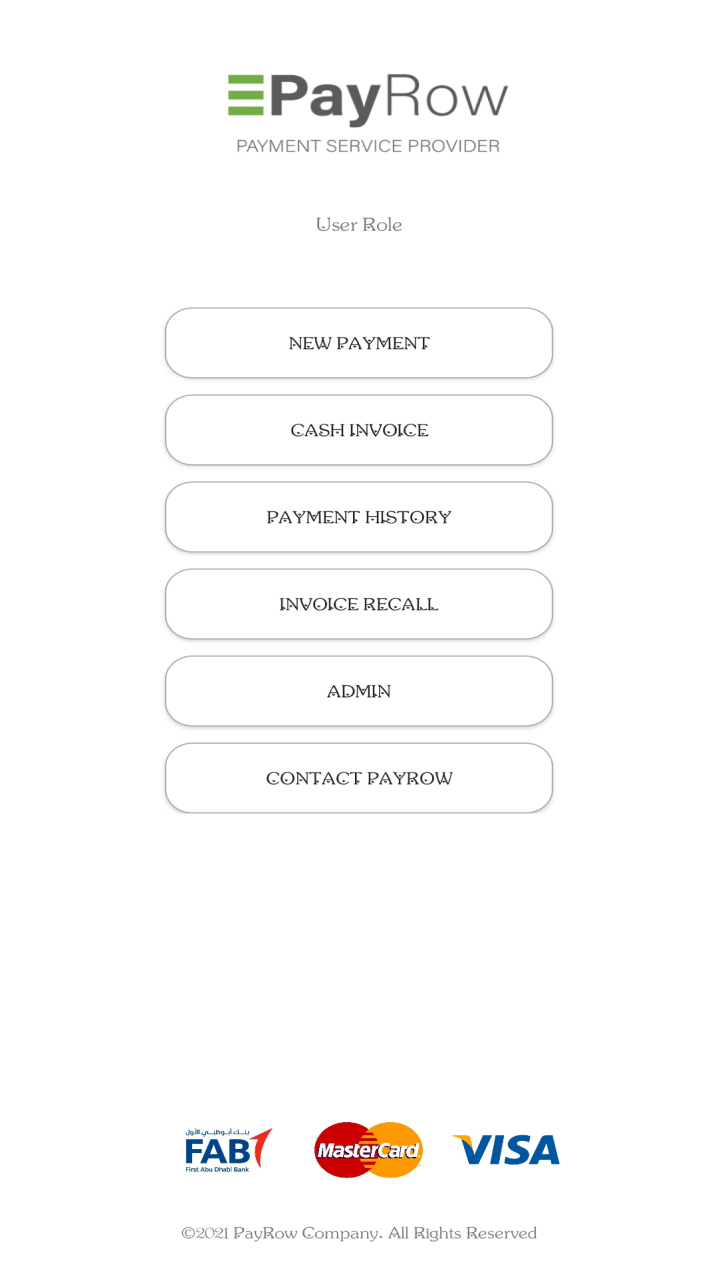 PayRow
PAYMENT SERVICE PROVIDER
User Role
NEW PAYMENT
CASH INVOICE
PAYMENT HISTORY
INVOICE RECALL
ADMIN
CONTACT PAYROW
بنك أبوظبي الأول
FAB
First Abu Dhabi Bank
MasterCard
VISA
©2021 PayRow Company. All Rights Reserved